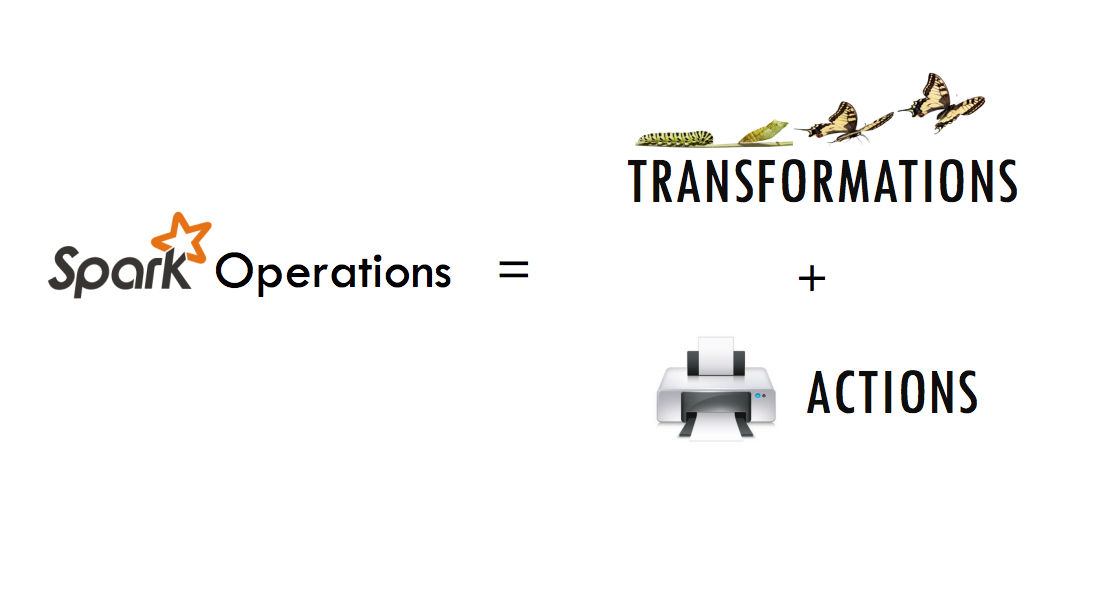 Spark Operations =
TRANSFORMATIONS
+
ACTIONS